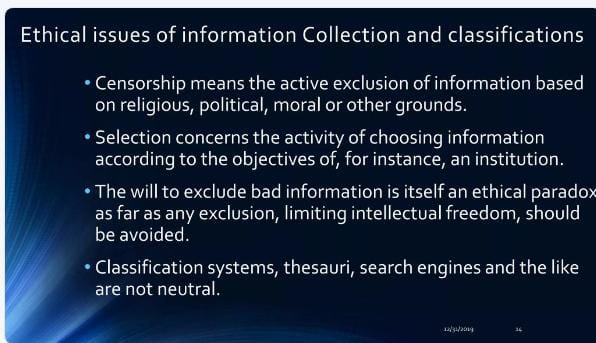 Ethical issues of information Collection and classifications
• Censorship means the active exclusion of information based
on religious, political, moral or other grounds.
• Selection concerns the activity of choosing information
according to the objectives of, for instance, an institution.
• The will to exclude bad information is itself an ethical paradox
as far as any exclusion, limiting intellectual freedom, should
be avoided.
• Classification systems, thesauri, search engines and the like
are not neutral.
12/31/2019 14